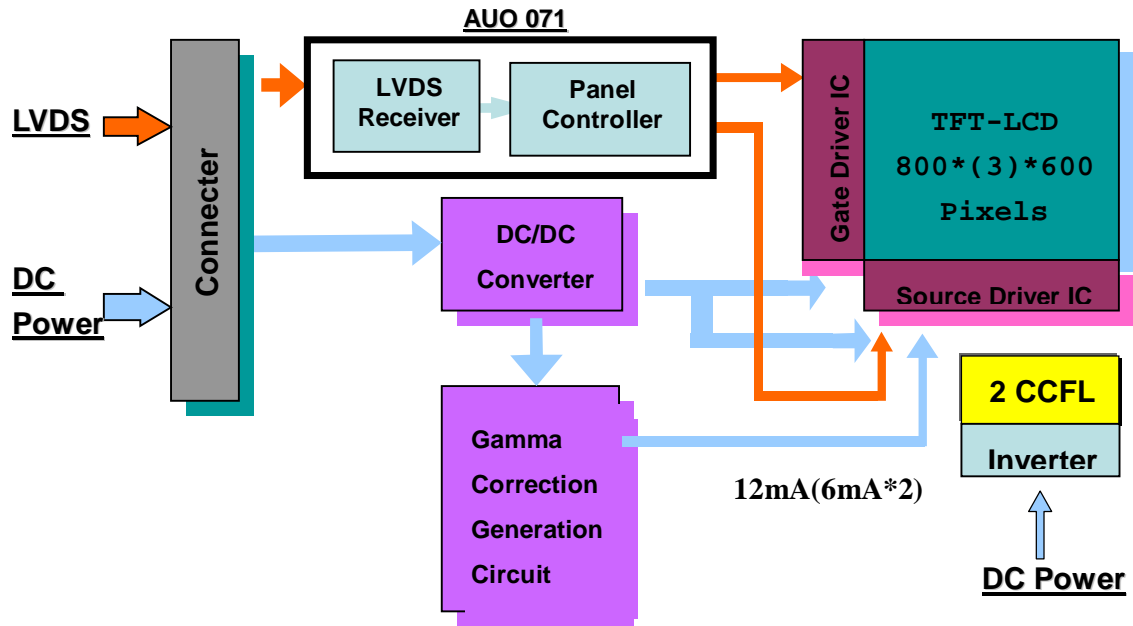 AUO 071
LVDS
DC
Power
Connecter
LVDS
Receiver
Panel
Controller
DC/DC
Converter
Gamma
Correction
Generation
Circuit
Gate Driver IC
TFT-LCD
800*(3)*600
Pixels
Source Driver IC
2 CCFL
Inverter
12mA(6mA*2)
DC Power